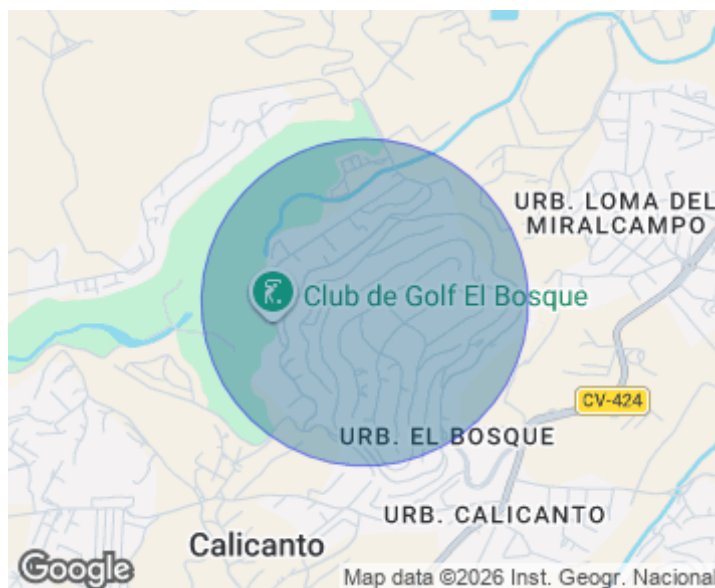 URB. LOMA DEL
MIRALCAMPO
Club de Golf El Bosque
CV-424
URB. EL BOSQUE
URB. CALICANTO
Calicanto
Google
Map data ©2026 Inst. Geogr. Nacional